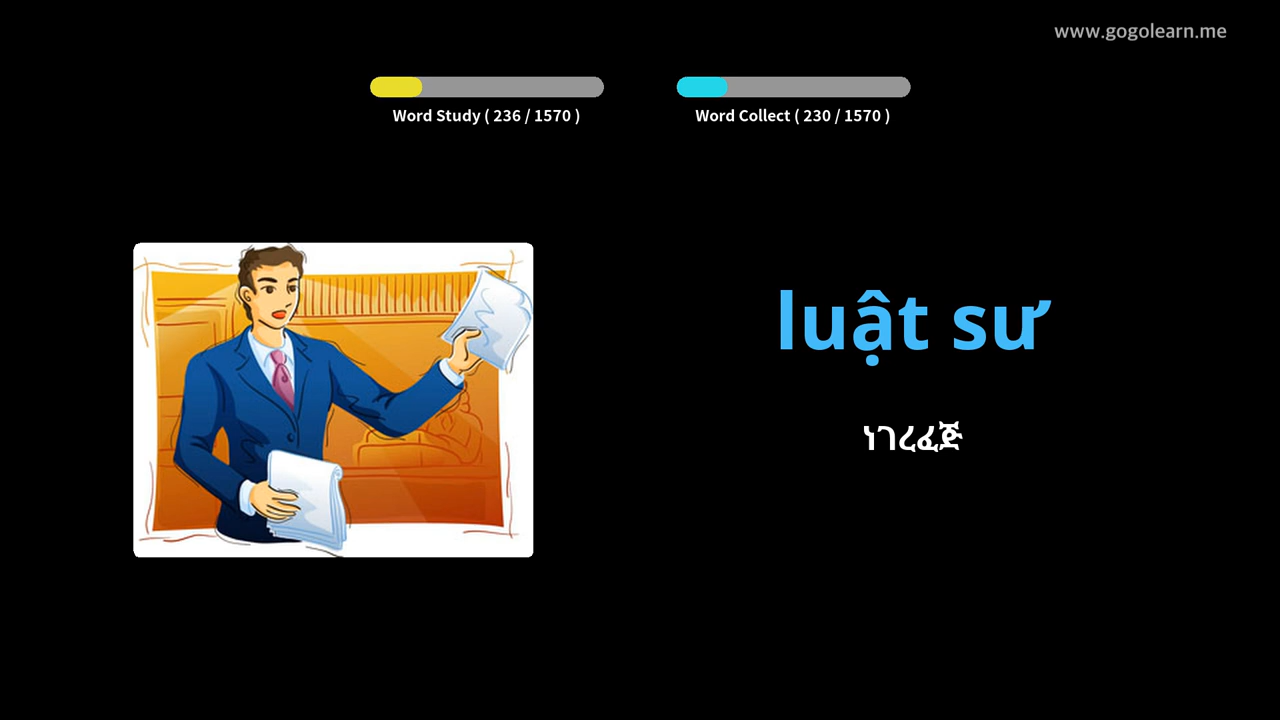 www.gogolearn.me
Word Study ( 236 / 1570 )
Word Collect ( 230 / 1570 )
luật sư
ነገረፈጅ